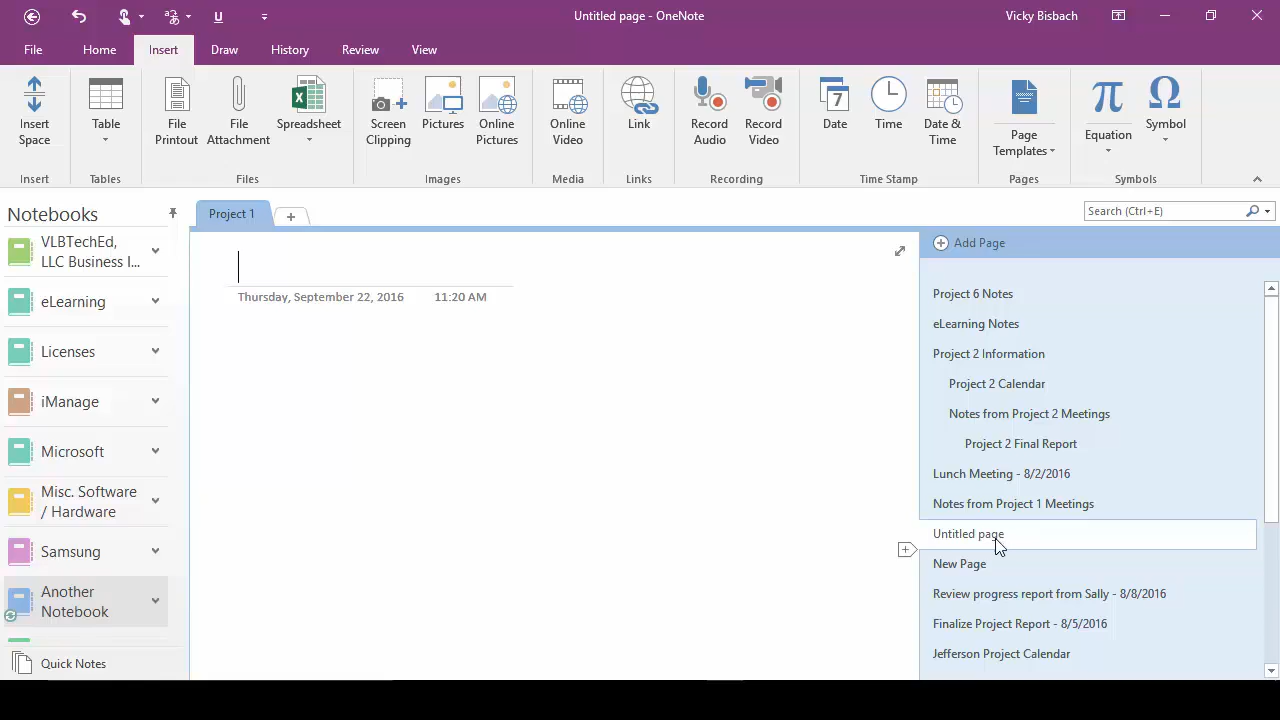 Untitled page - OneNote
Vicky Bisbach
File
Home
Insert
Draw
History
Review
View
Insert
Space
Table
File
Printout
File
Attachment
Spreadsheet
Screen
Clipping
Pictures
Online
Pictures
Online
Video
Link
Record
Audio
Record
Video
7
Date
Time
Date &
Time
Page
Templates
π
Equation
Ω
Symbol
Insert
Tables
Files
Images
Media
Links
Recording
Time Stamp
Pages
Symbols
Notebooks
VLBTechEd,
LLC Business I...
eLearning
Licenses
iManage
Microsoft
Misc. Software
/ Hardware
Samsung
Another
Notebook
Quick Notes
Project 1
Search (Ctrl+E)
Thursday, September 22, 2016 11:20 AM
Add Page
Project 6 Notes
eLearning Notes
Project 2 Information
Project 2 Calendar
Notes from Project 2 Meetings
Project 2 Final Report
Lunch Meeting - 8/2/2016
Notes from Project 1 Meetings
Untitled page
New Page
Review progress report from Sally - 8/8/2016
Finalize Project Report - 8/5/2016
Jefferson Project Calendar